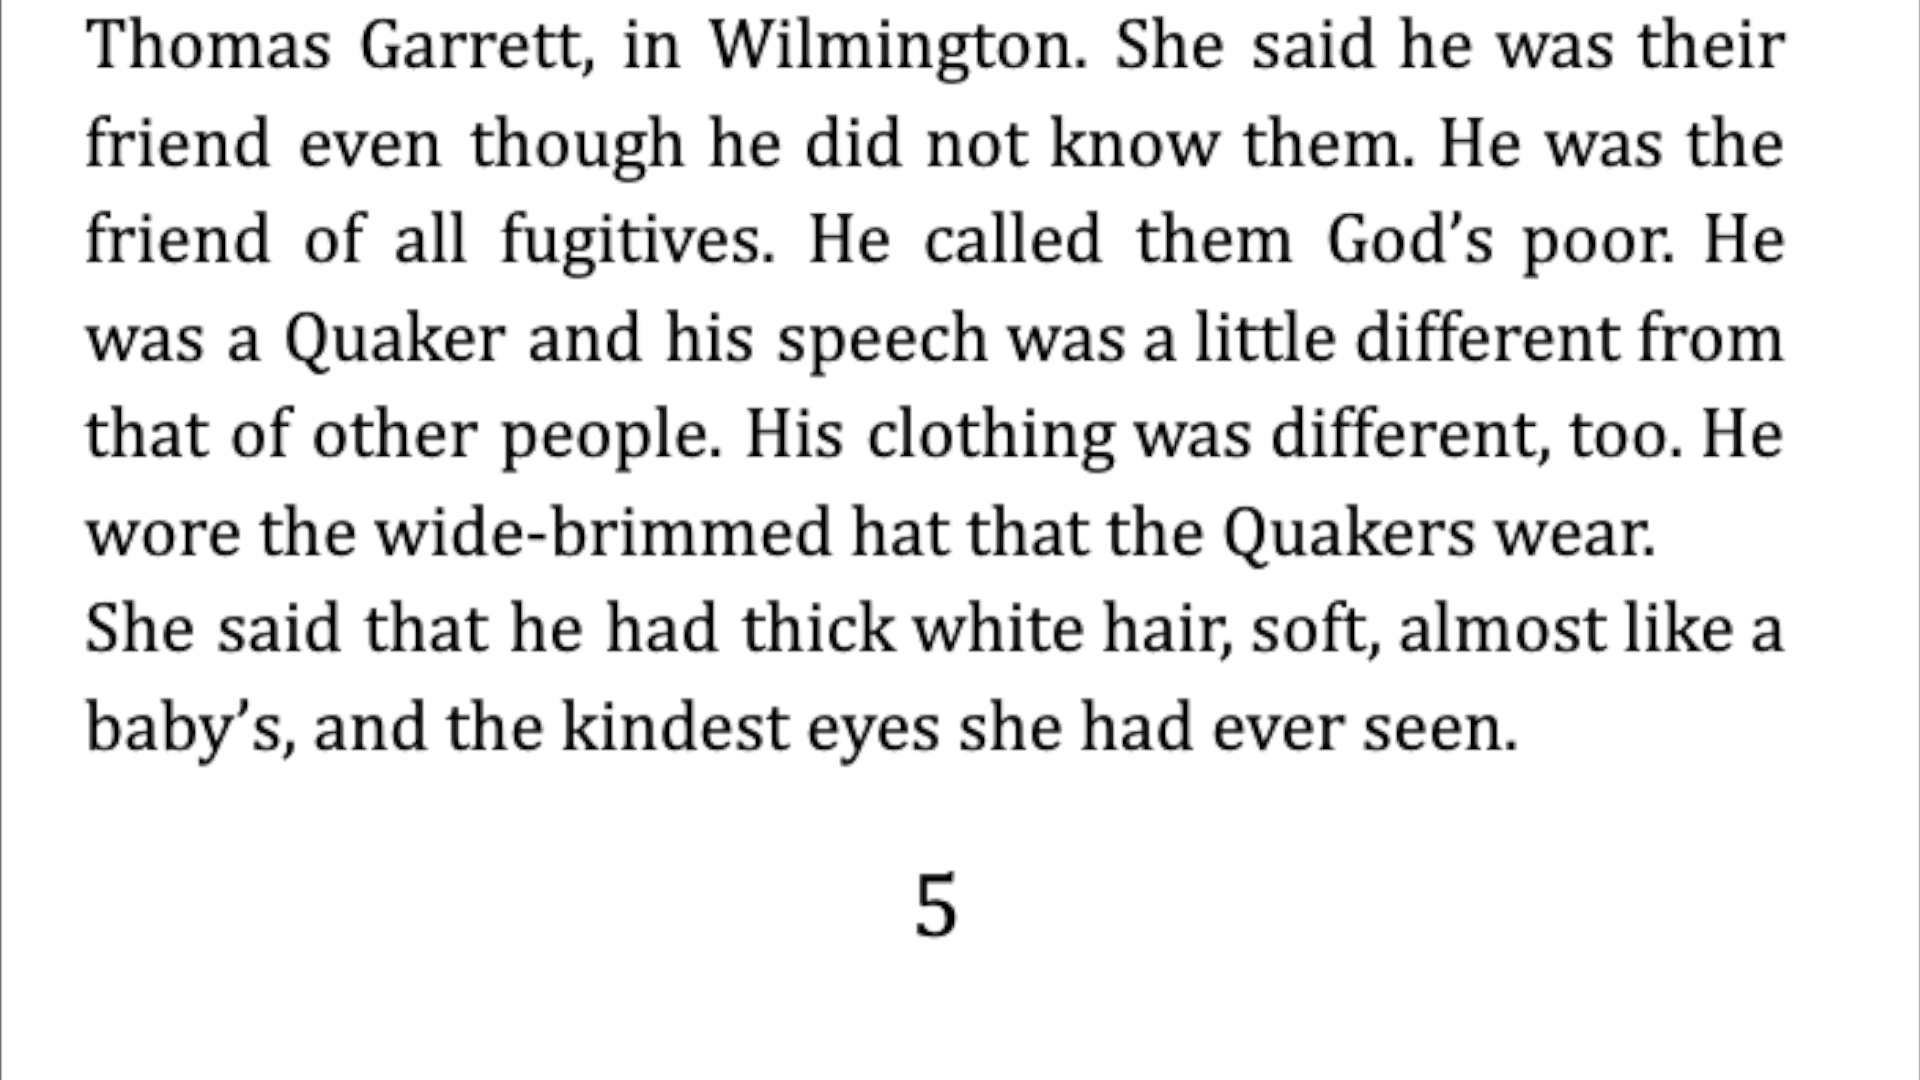 Thomas Garrett, in Wilmington. She said he was their
friend even though he did not know them. He was the
friend of all fugitives. He called them God’s poor. He
was a Quaker and his speech was a little different from
that of other people. His clothing was different, too. He
wore the wide-brimmed hat that the Quakers wear.
She said that he had thick white hair, soft, almost like a
baby’s, and the kindest eyes she had ever seen.
5